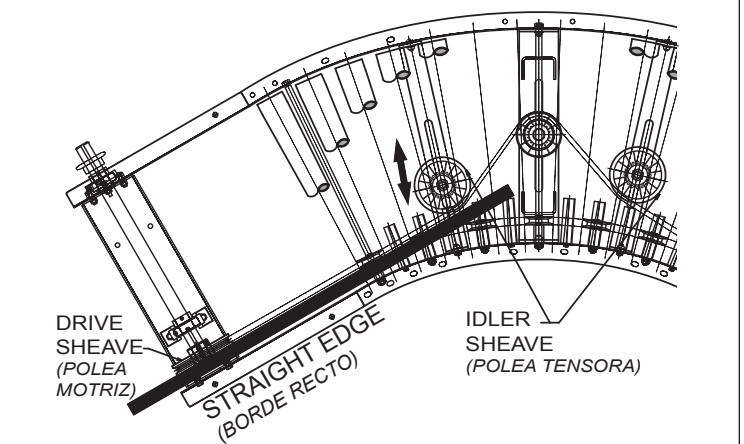 DRIVE
SHEAVE
(POLEA
MOTRIZ)
STRAIGHT EDGE
(BORDE RECTO)
IDLER
SHEAVE
(POLEA TENSORA)